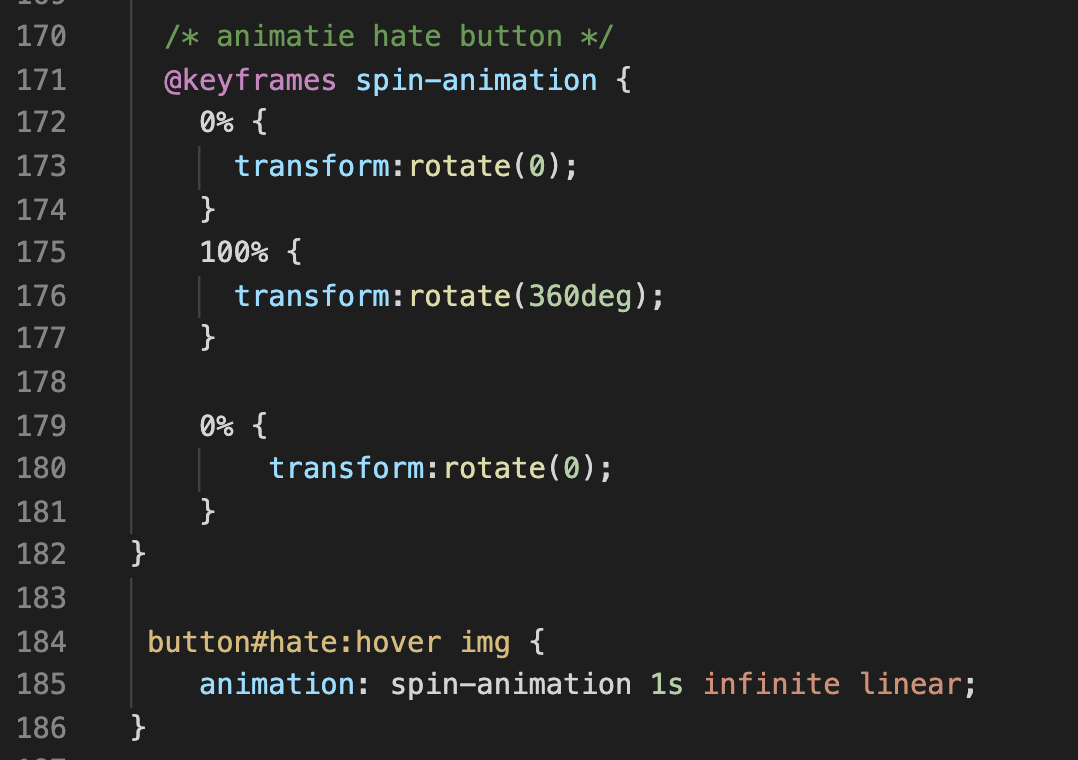 170 /* animatie hate button */
171 @keyframes spin-animation {
172 0% {
173 transform:rotate(0);
174 }
175 100% {
176 transform:rotate(360deg);
177 }
178
179 0% {
180 transform:rotate(0);
181 }
182 }
183
184 button#hate:hover img {
185 animation: spin-animation 1s infinite linear;
186 }